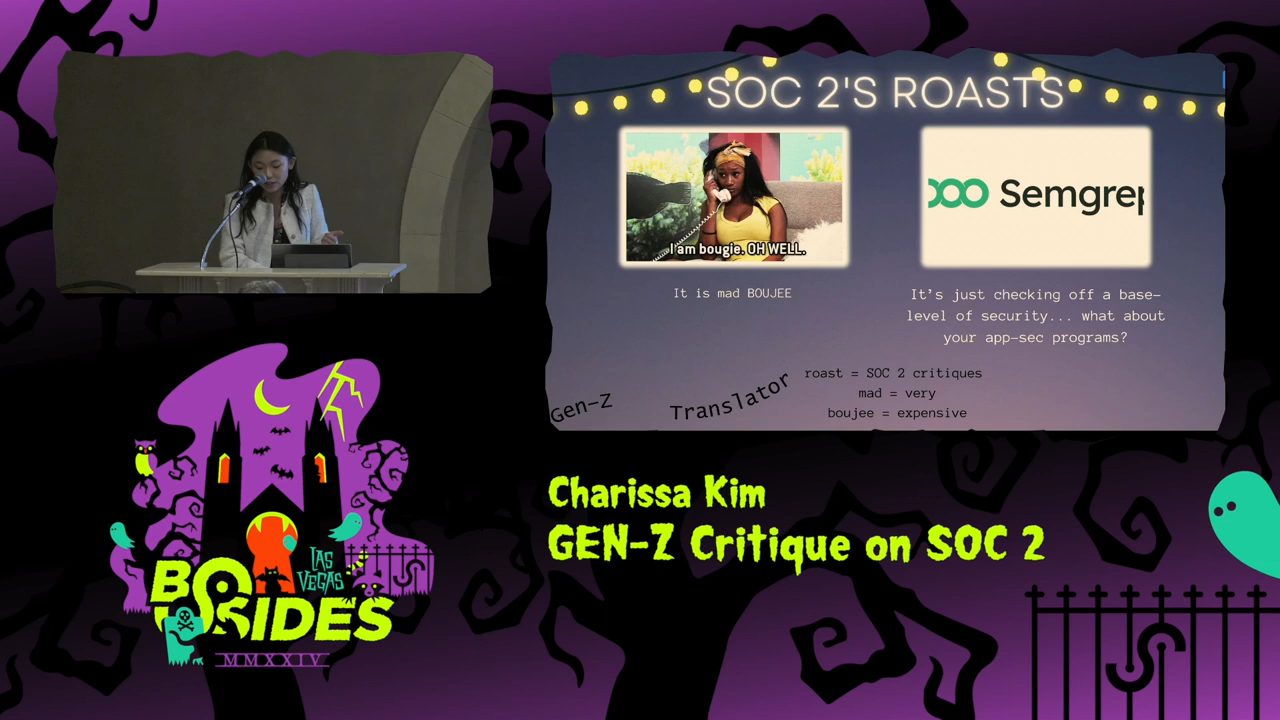 SOC 2'S ROASTS
I am bougie. OH WELL.
Semgrep
It is mad BOUJEE
It’s just checking off a base-
level of security... what about
your app-sec programs?
Gen-Z Translator
roast = SOC 2 critiques
mad = very
boujee = expensive
Charissa Kim
GEN-Z Critique on SOC 2
LAS
VEGAS
BSIDES
MMXXIV